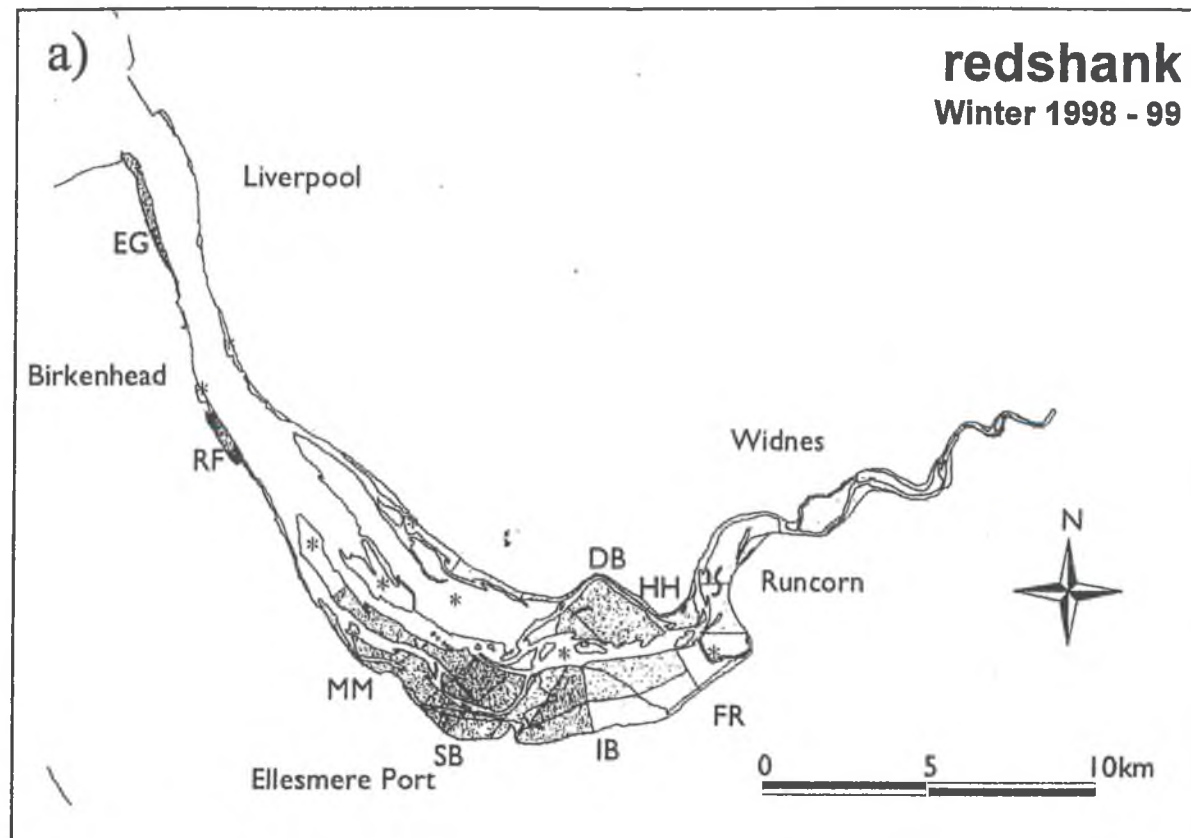 a)
redshank
Winter 1998 - 99
Liverpool
EG
Birkenhead
*
RF
Widnes
N
*
*
*
*
DB
HH
Runcorn
*
*
MM
FR
SB
IB
Ellesmere Port
0 5 10km